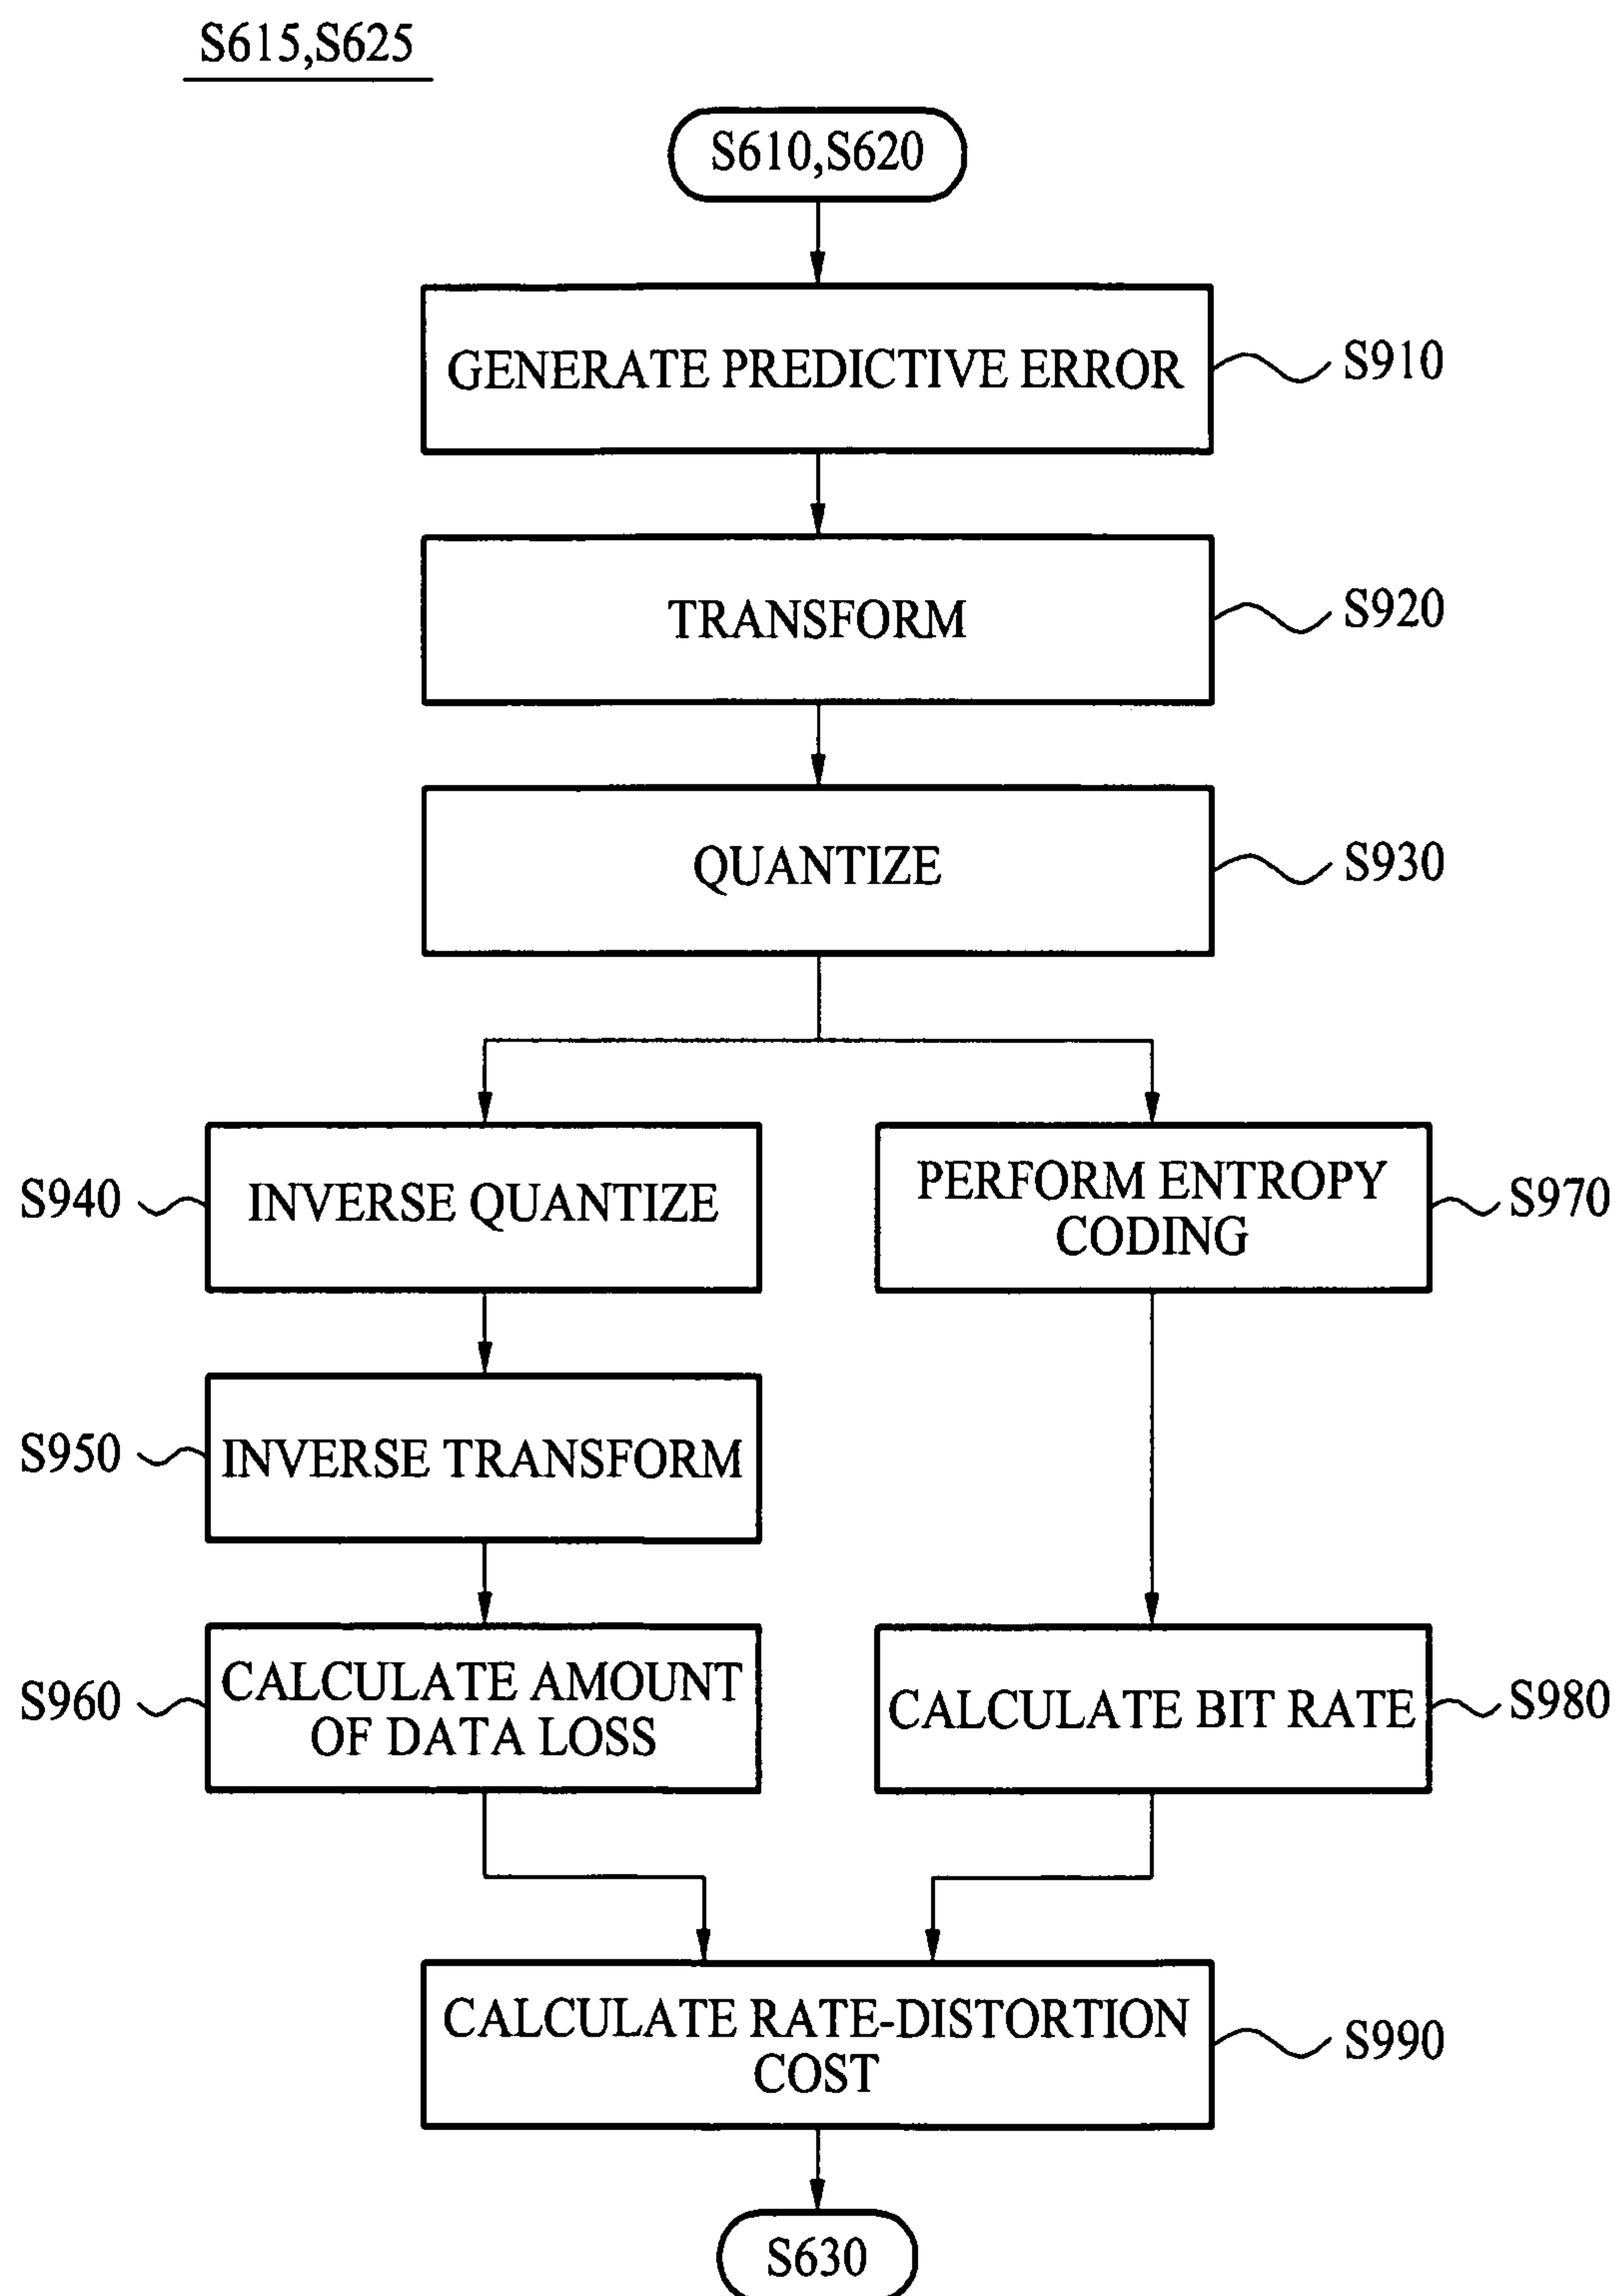 S615,S625
S610,S620
GENERATE PREDICTIVE ERROR
S910
TRANSFORM
S920
QUANTIZE
S930
S940
INVERSE QUANTIZE
PERFORM ENTROPY
CODING
S970
S950
INVERSE TRANSFORM
S960
CALCULATE AMOUNT
OF DATA LOSS
CALCULATE BIT RATE
S980
CALCULATE RATE-DISTORTION
COST
S990
S630